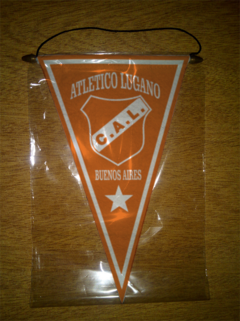 ATLETICO LUGANO
C.A.L.
BUENOS AIRES